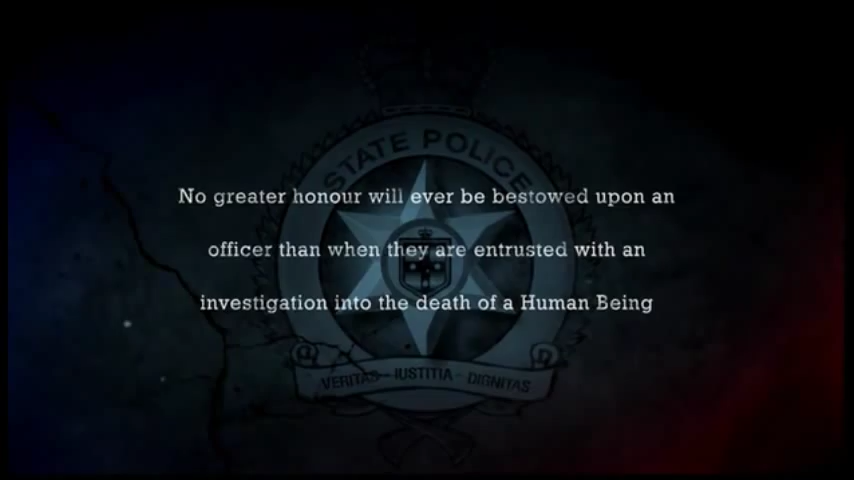 STATE POLICE
No greater honour will ever be bestowed upon an
officer than when they are entrusted with an
investigation into the death of a Human Being
VERITAS - IUSTITIA - DIGNITAS